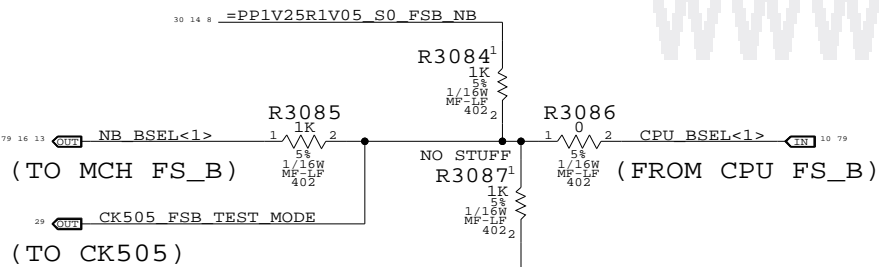 30 14 8 =PP1V25R1V05_S0_FSB_NB
R3084 1
1K
5%
1/16W
MF-LF
402 2
R3085
1K
1 2
5%
1/16W
MF-LF
402
R3086
0
1 2
5%
1/16W
MF-LF
402
79 16 13 OUT NB_BSEL<1>
CPU_BSEL<1> IN 10 79
(TO MCH FS_B)
(FROM CPU FS_B)
NO STUFF
R3087 1
1K
5%
1/16W
MF-LF
402 2
29 OUT CK505_FSB_TEST_MODE
(TO CK505)
www